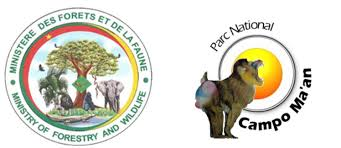 MINISTERE DES FORETS ET DE LA FAUNE
MINISTRY OF FORESTRY AND WILDLIFE
Parc National
Campo Ma'an